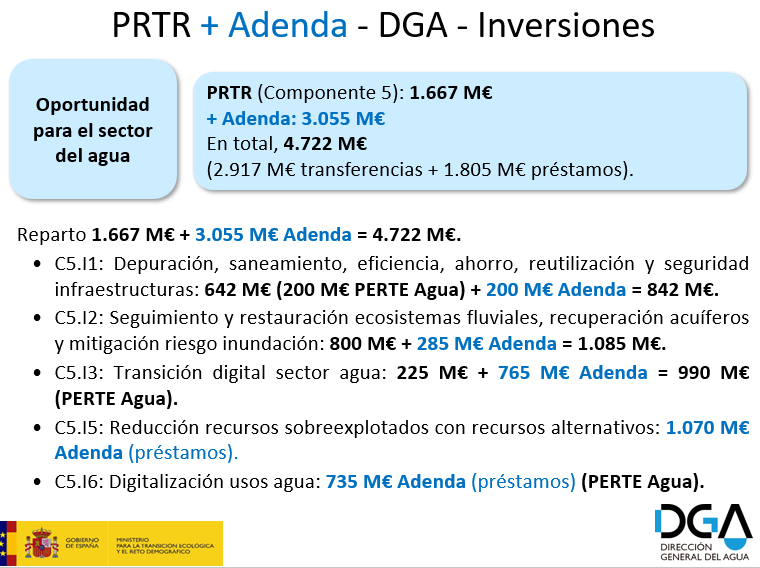 PRTR + Adenda - DGA - Inversiones
Oportunidad
para el sector
del agua
PRTR (Componente 5): 1.667 M€
+ Adenda: 3.055 M€
En total, 4.722 M€
(2.917 M€ transferencias + 1.805 M€ préstamos).
Reparto 1.667 M€ + 3.055 M€ Adenda = 4.722 M€.
• C5.I1: Depuración, saneamiento, eficiencia, ahorro, reutilización y seguridad
infraestructuras: 642 M€ (200 M€ PERTE Agua) + 200 M€ Adenda = 842 M€.
• C5.I2: Seguimiento y restauración ecosistemas fluviales, recuperación acuíferos
y mitigación riesgo inundación: 800 M€ + 285 M€ Adenda = 1.085 M€.
• C5.I3: Transición digital sector agua: 225 M€ + 765 M€ Adenda = 990 M€
(PERTE Agua).
• C5.I5: Reducción recursos sobreexplotados con recursos alternativos: 1.070 M€
Adenda (préstamos).
• C5.I6: Digitalización usos agua: 735 M€ Adenda (préstamos) (PERTE Agua).
GOBIERNO
DE ESPAÑA
MINISTERIO
PARA LA TRANSICIÓN ECOLÓGICA
Y EL RETO DEMOGRÁFICO
DGA
DIRECCIÓN
GENERAL DEL AGUA